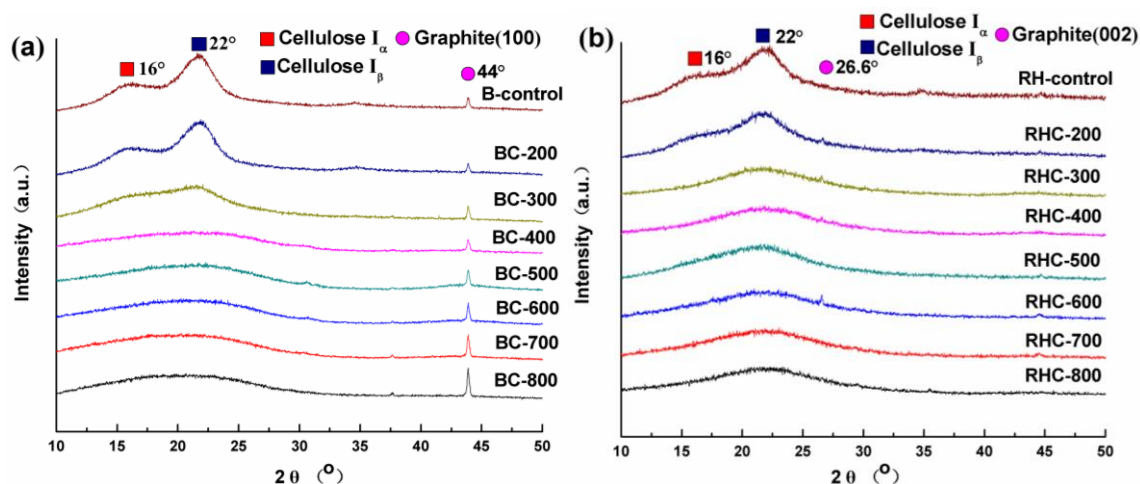 (a)
Cellulose Iα
Graphite(100)
Cellulose Iβ
16°
22°
44°
B-control
BC-200
BC-300
BC-400
BC-500
BC-600
BC-700
BC-800
Intensity (a.u.)
10 15 20 25 30 35 40 45 50
2 θ (°)
(b)
Cellulose Iα
Graphite(002)
Cellulose Iβ
16°
22°
26.6°
RH-control
RHC-200
RHC-300
RHC-400
RHC-500
RHC-600
RHC-700
RHC-800
Intensity (a.u.)
10 15 20 25 30 35 40 45 50
2 θ (°)